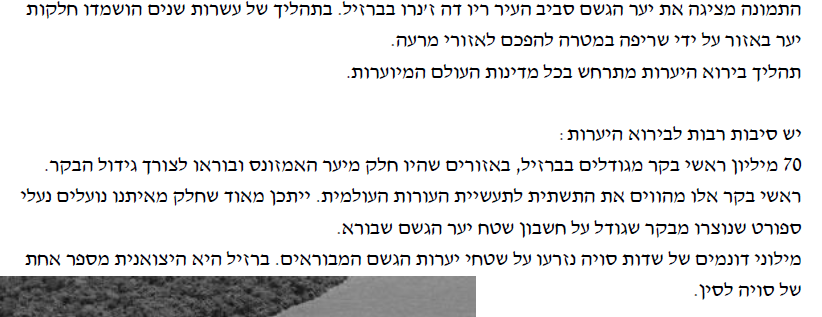 התמונה מציגה את יער הגשם סביב העיר ריו דה ז'נרו בברזיל. בתהליך של עשרות שנים הושמדו חלקות
יער באזור על ידי שריפה במטרה להפכם לאזורי מרעה.
תהליך בירוא היערות מתרחש בכל מדינות העולם המיוערות.
יש סיבות רבות לבירוא היערות:
70 מיליון ראשי בקר מגודלים בברזיל, באזורים שהיו חלק מיער האמזונס ובוראו לצורך גידול הבקר.
ראשי בקר אלו מהווים את התשתית לתעשיית העורות העולמית. ייתכן מאוד שחלק מאיתנו נועלים נעלי
ספורט שנוצרו מבקר שגודל על חשבון שטח יער הגשם שבורא.
מילוני דונמים של שדות סויה נזרעו על שטחי יערות הגשם המבוראים. ברזיל היא היצואנית מספר אחת
של סויה לסין.